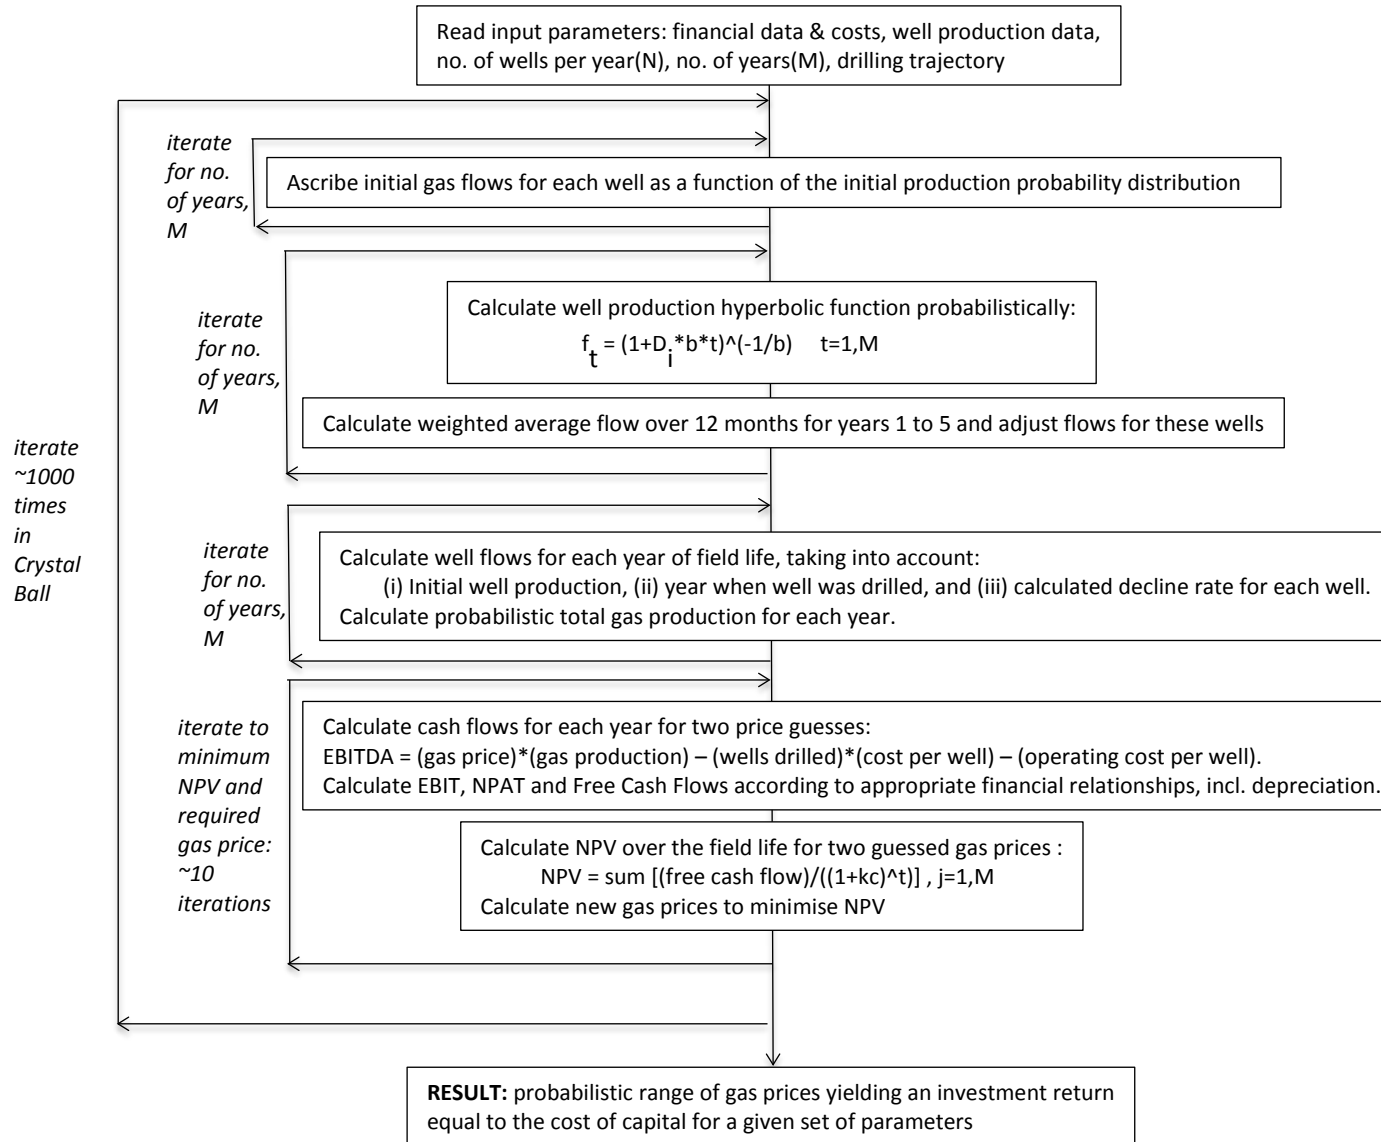 Read input parameters: financial data & costs, well production data,
no. of wells per year(N), no. of years(M), drilling trajectory
iterate
for no.
of years,
M
Ascribe initial gas flows for each well as a function of the initial production probability distribution
iterate
for no.
of years,
M
Calculate well production hyperbolic function probabilistically:
f_t = (1+D_i*b*t)^(-1/b) t=1,M
Calculate weighted average flow over 12 months for years 1 to 5 and adjust flows for these wells
iterate
~1000
times
in
Crystal
Ball
iterate
for no.
of years,
M
Calculate well flows for each year of field life, taking into account:
(i) Initial well production, (ii) year when well was drilled, and (iii) calculated decline rate for each well.
Calculate probabilistic total gas production for each year.
iterate to
minimum
NPV and
required
gas price:
~10
iterations
Calculate cash flows for each year for two price guesses:
EBITDA = (gas price)*(gas production) – (wells drilled)*(cost per well) – (operating cost per well).
Calculate EBIT, NPAT and Free Cash Flows according to appropriate financial relationships, incl. depreciation.
Calculate NPV over the field life for two guessed gas prices :
NPV = sum [(free cash flow)/((1+kc)^t)] , j=1,M
Calculate new gas prices to minimise NPV
RESULT: probabilistic range of gas prices yielding an investment return
equal to the cost of capital for a given set of parameters